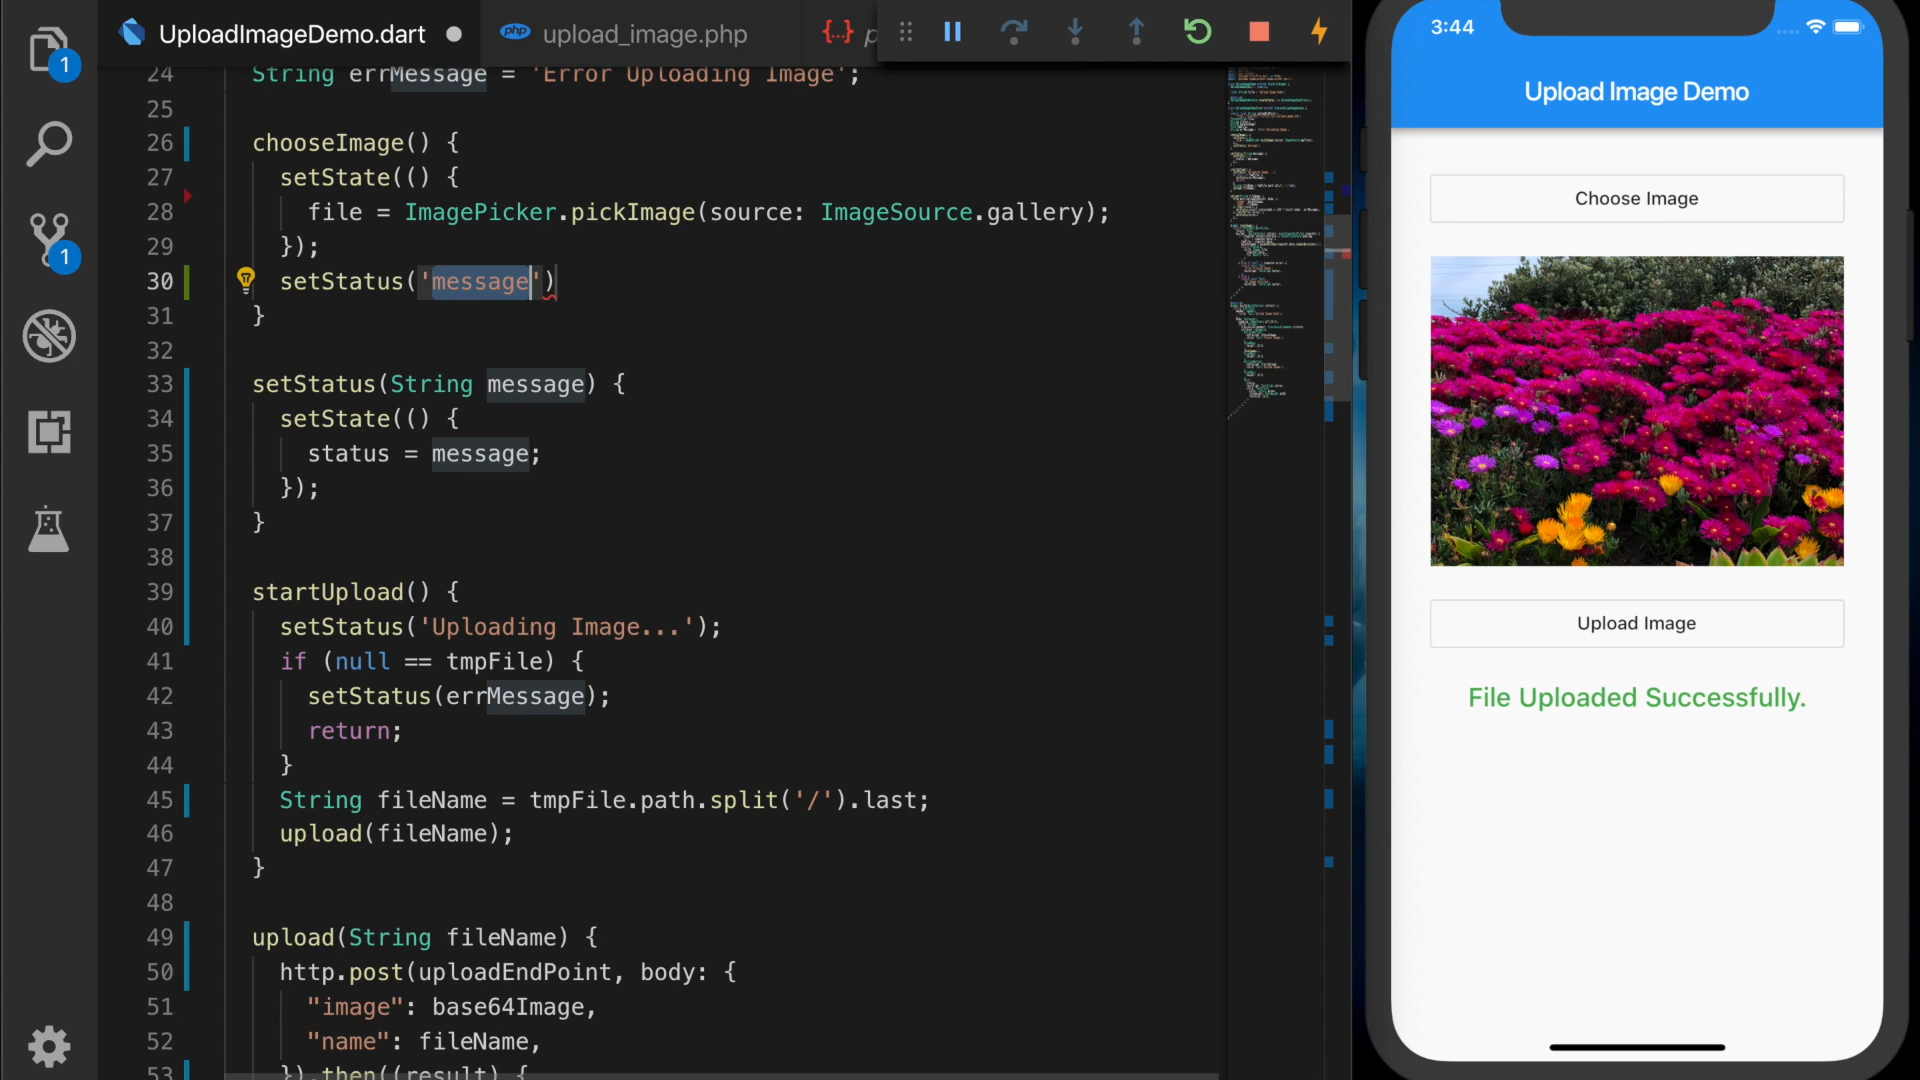 UploadImageDemo.dart
upload_image.php
{..} p
1
1
24 String errMessage = 'Error Uploading Image';
25
26 chooseImage() {
27 setState(() {
28 file = ImagePicker.pickImage(source: ImageSource.gallery);
29 });
30 setStatus('message')
31 }
32
33 setStatus(String message) {
34 setState(() {
35 status = message;
36 });
37 }
38
39 startUpload() {
40 setStatus('Uploading Image...');
41 if (null == tmpFile) {
42 setStatus(errMessage);
43 return;
44 }
45 String fileName = tmpFile.path.split('/').last;
46 upload(fileName);
47 }
48
49 upload(String fileName) {
50 http.post(uploadEndPoint, body: {
51 "image": base64Image,
52 "name": fileName,
53 }).then((result) {
3:44
Upload Image Demo
Choose Image
Upload Image
File Uploaded Successfully.